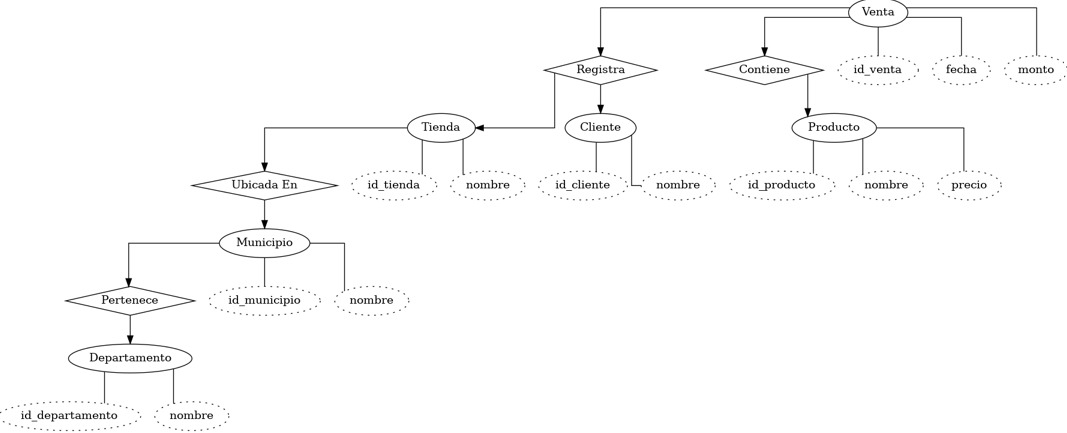 Venta
Registra
Contiene
id_venta
fecha
monto
Tienda
Cliente
Producto
Ubicada En
id_tienda
nombre
id_cliente
nombre
id_producto
nombre
precio
Municipio
Pertenece
id_municipio
nombre
Departamento
id_departamento
nombre